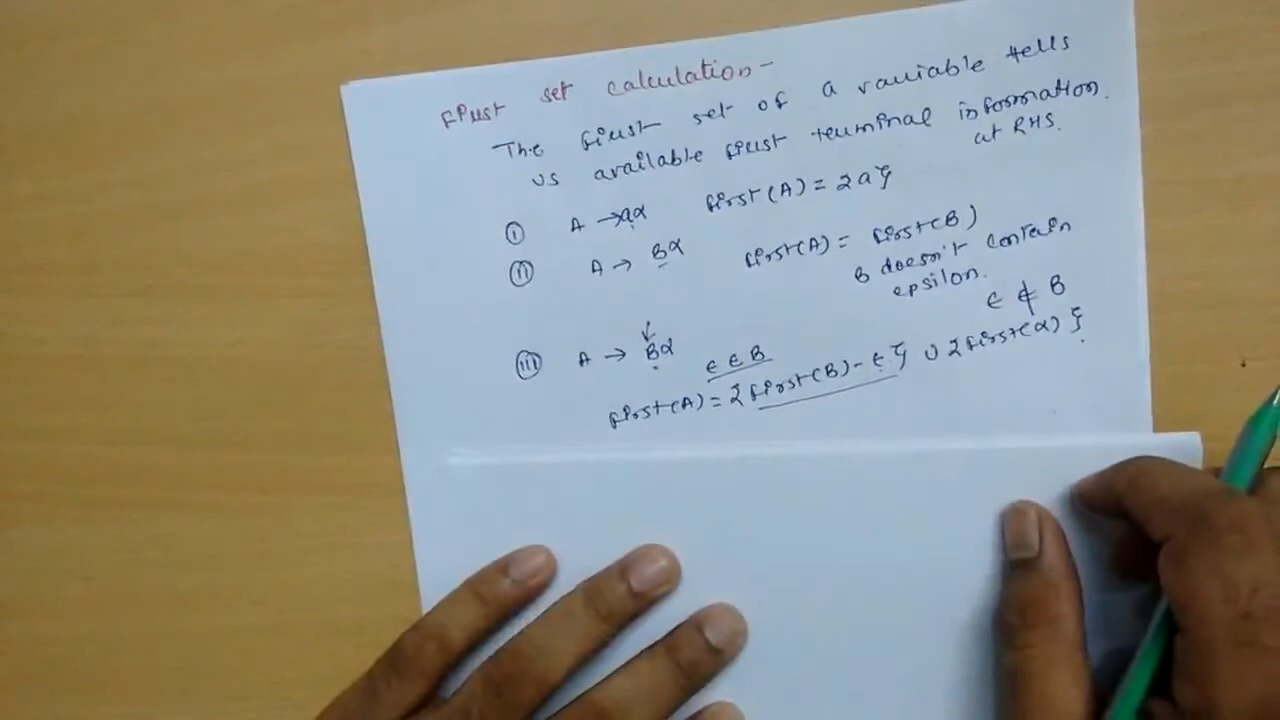 First set calculation -
The first set of a variable tells
us available first terminal information
at RHS.
(i) A → aα first(A) = {a}
(ii) A → Bα first(A) = first(B)
B doesn't contain
epsilon.
ϵ ∉ B
(iii) A → Bα ϵ ∈ B
first(A) = {first(B) - ϵ} ∪ {first(α)}